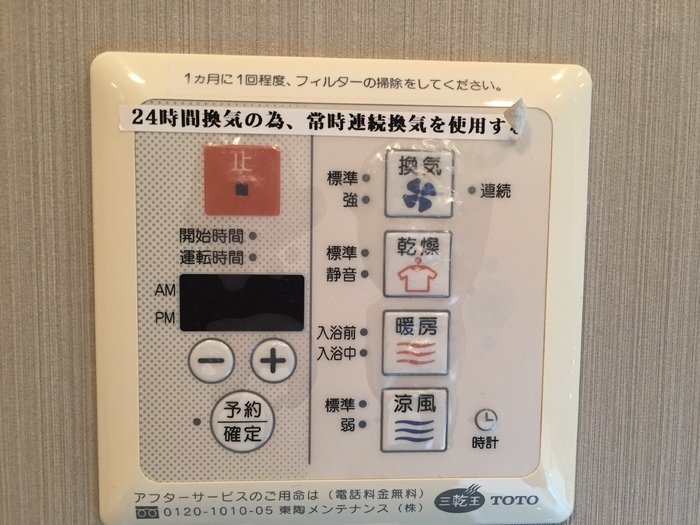 1ヵ月に1回程度、フィルターの掃除をしてください。
24時間換気の為、常時連続換気を使用す
止
換気
標準
強
連続
開始時間
運転時間
乾燥
標準
静音
AM
PM
暖房
入浴前
入浴中
予約
確定
涼風
標準
弱
時計
アフターサービスのご用命は(電話料金無料)
0120-1010-05 東陶メンテナンス(株)
三乾王 TOTO